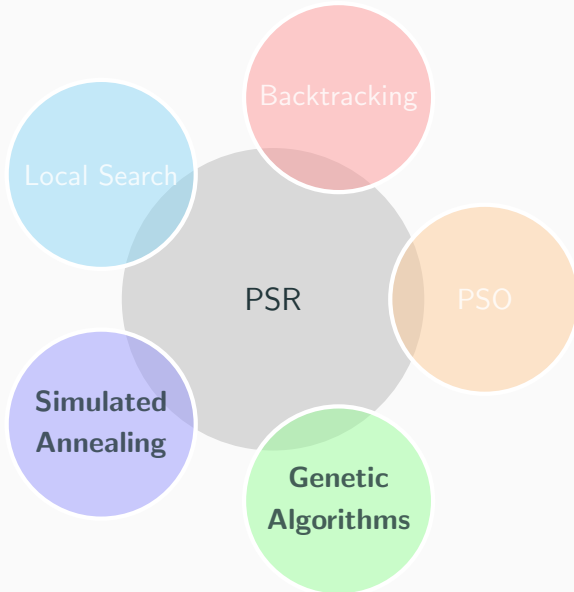 Backtracking
Local Search
PSR
PSO
Simulated
Annealing
Genetic
Algorithms